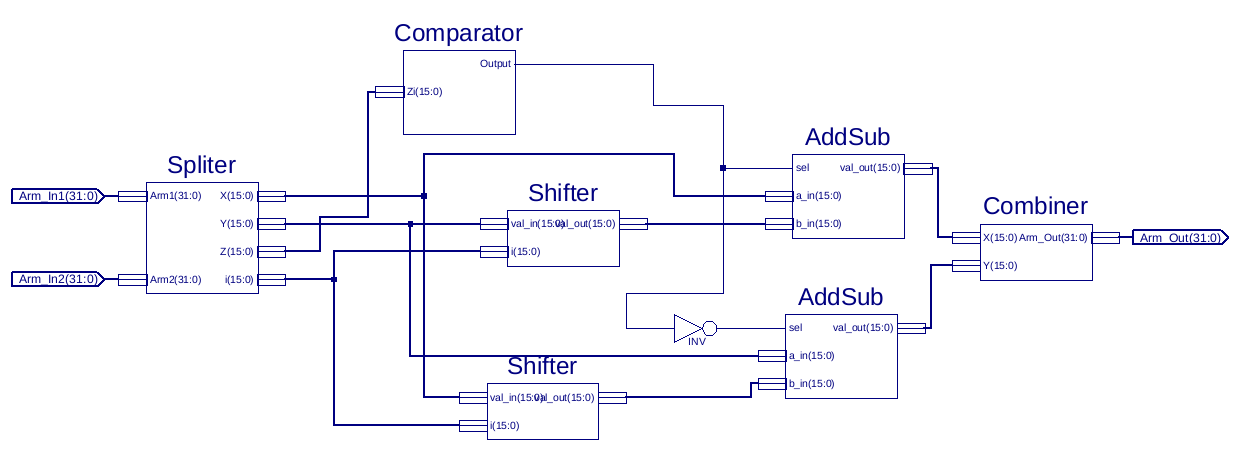 Comparator
Output
Zi(15:0)
AddSub
sel val_out(15:0)
a_in(15:0)
b_in(15:0)
Spliter
Arm_In1(31:0)
Arm1(31:0) X(15:0)
Y(15:0)
Z(15:0)
Arm_In2(31:0)
Arm2(31:0) i(15:0)
Shifter
val_in(15:0) val_out(15:0)
i(15:0)
Combiner
X(15:0) Arm_Out(31:0)
Y(15:0)
Arm_Out(31:0)
AddSub
INV
sel val_out(15:0)
a_in(15:0)
b_in(15:0)
Shifter
val_in(15:0) val_out(15:0)
i(15:0)